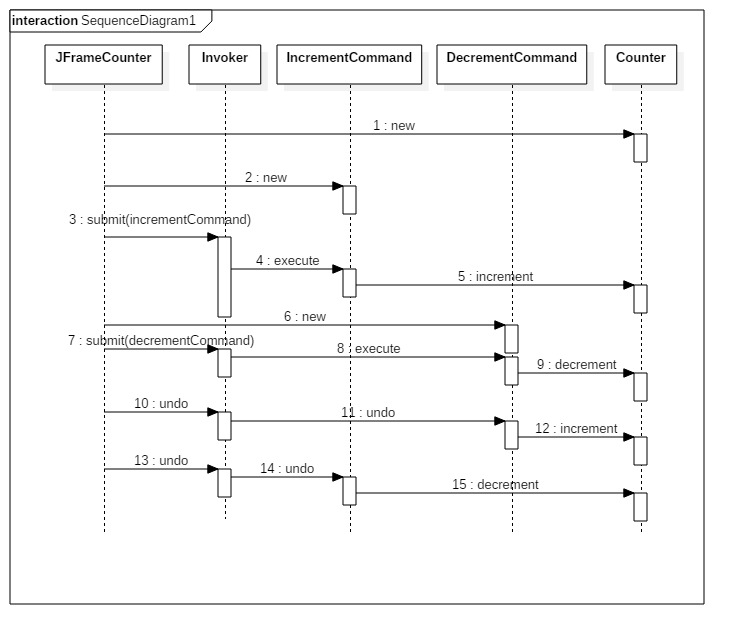 interaction SequenceDiagram1
JFrameCounter
Invoker
IncrementCommand
DecrementCommand
Counter
1 : new
2 : new
3 : submit(incrementCommand)
4 : execute
5 : increment
6 : new
7 : submit(decrementCommand)
8 : execute
9 : decrement
10 : undo
11 : undo
12 : increment
13 : undo
14 : undo
15 : decrement